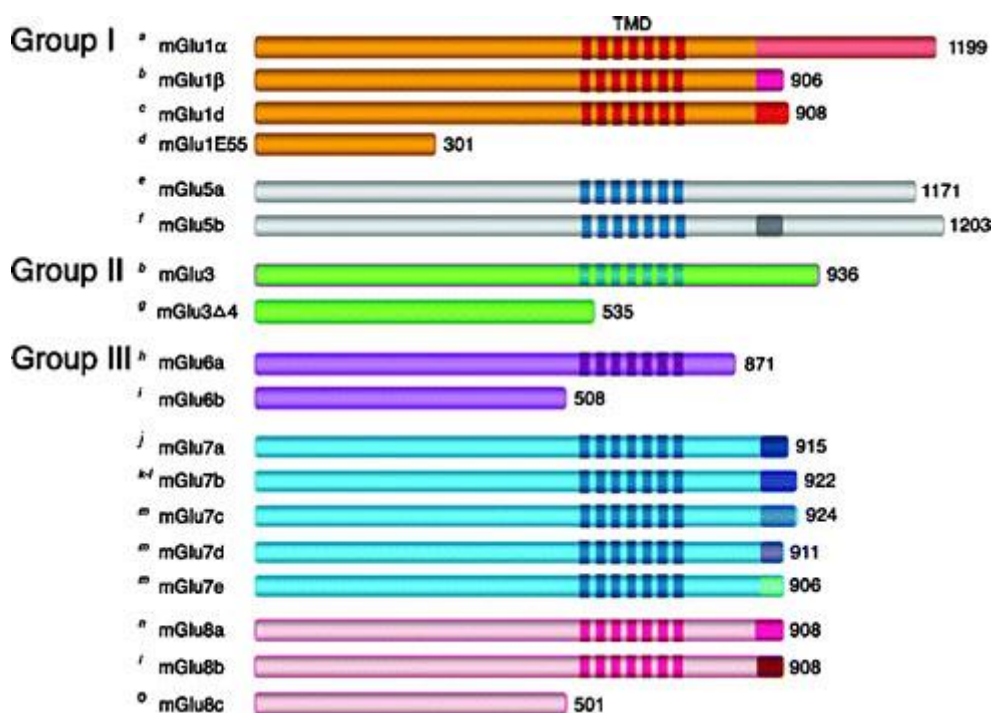 TMD
Group I a mGlu1α 1199
b mGlu1β 906
c mGlu1d 908
d mGlu1E55 301
e mGlu5a 1171
f mGlu5b 1203
Group II b mGlu3 936
g mGlu3Δ4 535
Group III h mGlu6a 871
i mGlu6b 508
j mGlu7a 915
k-l mGlu7b 922
m mGlu7c 924
m mGlu7d 911
m mGlu7e 906
n mGlu8a 908
l mGlu8b 908
o mGlu8c 501